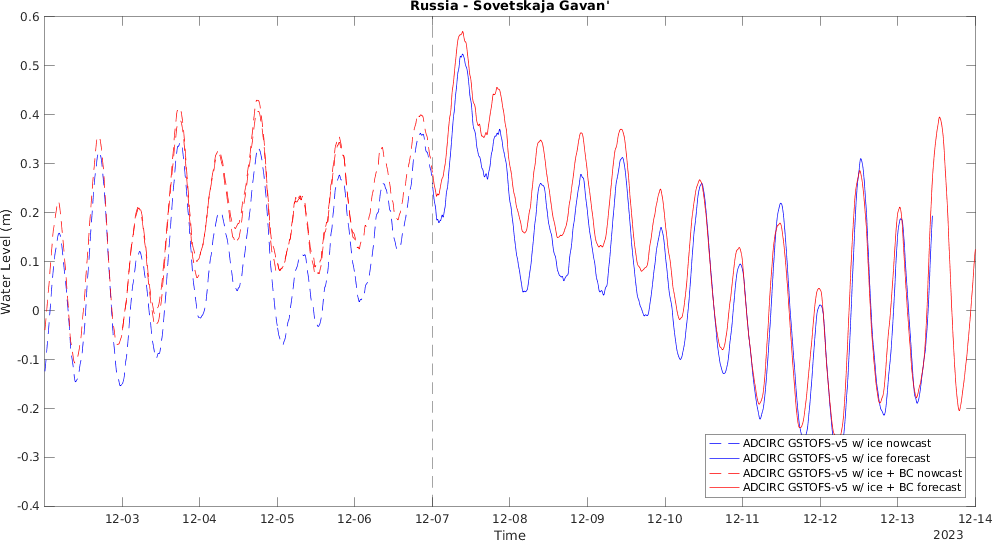 Russia - Sovetskaja Gavan'
Water Level (m)
0.6
0.5
0.4
0.3
0.2
0.1
0
-0.1
-0.2
-0.3
-0.4
ADCIRC GSTOFS-v5 w/ ice nowcast
ADCIRC GSTOFS-v5 w/ ice forecast
ADCIRC GSTOFS-v5 w/ ice + BC nowcast
ADCIRC GSTOFS-v5 w/ ice + BC forecast
12-03 12-04 12-05 12-06 12-07 12-08 12-09 12-10 12-11 12-12 12-13 12-14
Time
2023